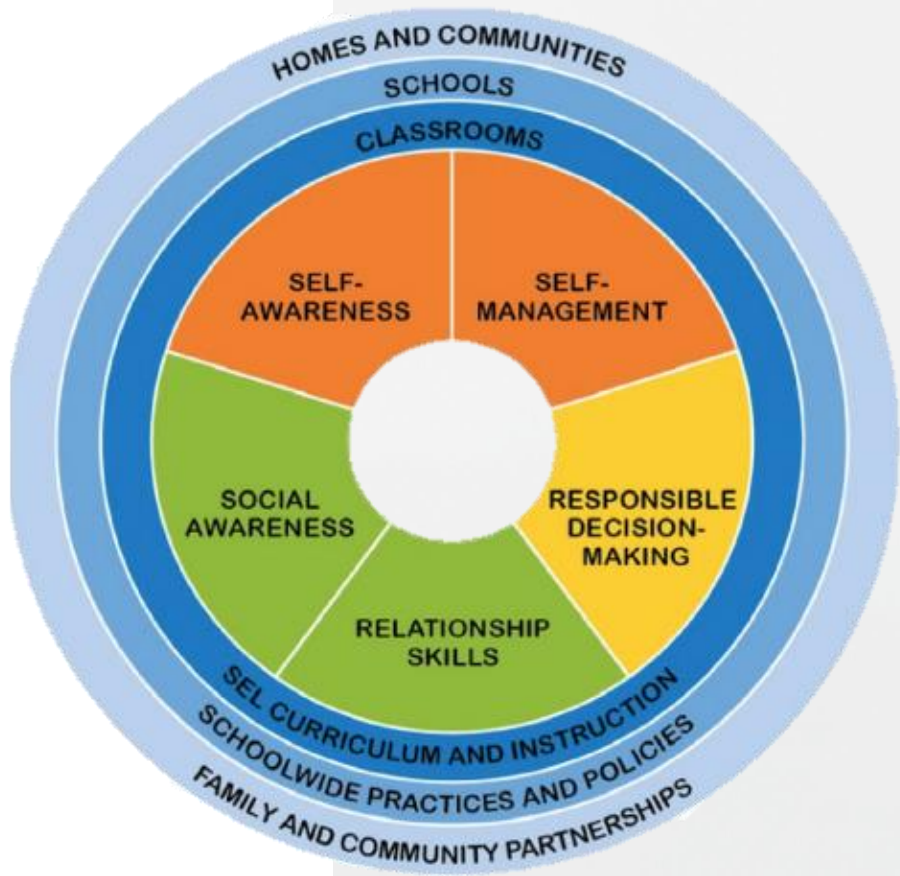 HOMES AND COMMUNITIES
SCHOOLS
CLASSROOMS
SELF-
AWARENESS
SELF-
MANAGEMENT
SOCIAL
AWARENESS
RESPONSIBLE
DECISION-
MAKING
RELATIONSHIP
SKILLS
SEL CURRICULUM AND INSTRUCTION
SCHOOLWIDE PRACTICES AND POLICIES
FAMILY AND COMMUNITY PARTNERSHIPS